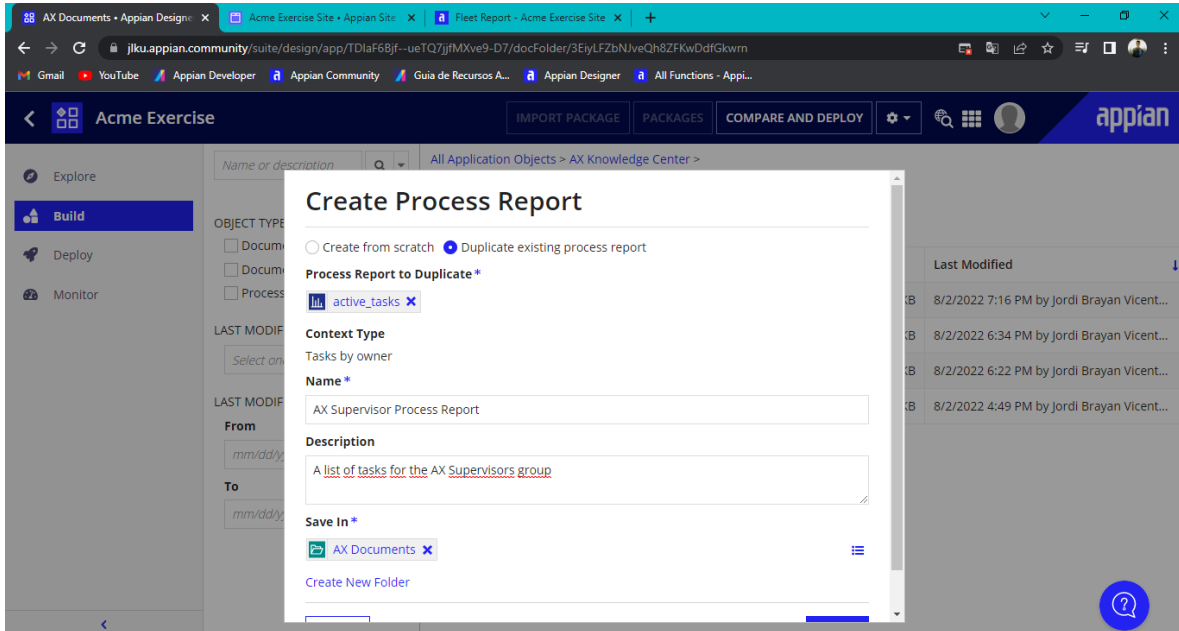 AX Documents • Appian Designe
Acme Exercise Site • Appian Site
Fleet Report - Acme Exercise Site
jlku.appian.community/suite/design/app/TDIaF6Bjf--ueTQ7jjfMXve9-D7/docFolder/3EiyLFZbNJveQh8ZFKwDdfGkwrn
Gmail YouTube Appian Developer Appian Community Guia de Recursos A... Appian Designer All Functions - Appi...
Acme Exercise IMPORT PACKAGE PACKAGES COMPARE AND DEPLOY appian
Explore
Build
Deploy
Monitor
Name or description
OBJECT TYPE
Docum
Docum
Process
LAST MODIF
Select on
LAST MODIF
From
mm/dd/y
To
mm/dd/y
All Application Objects > AX Knowledge Center >
Create Process Report
Create from scratch Duplicate existing process report
Process Report to Duplicate *
active_tasks
Context Type
Tasks by owner
Name *
AX Supervisor Process Report
Description
A list of tasks for the AX Supervisors group
Save In *
AX Documents
Create New Folder
Last Modified
KB 8/2/2022 7:16 PM by Jordi Brayan Vicent...
KB 8/2/2022 6:34 PM by Jordi Brayan Vicent...
KB 8/2/2022 6:22 PM by Jordi Brayan Vicent...
KB 8/2/2022 4:49 PM by Jordi Brayan Vicent...